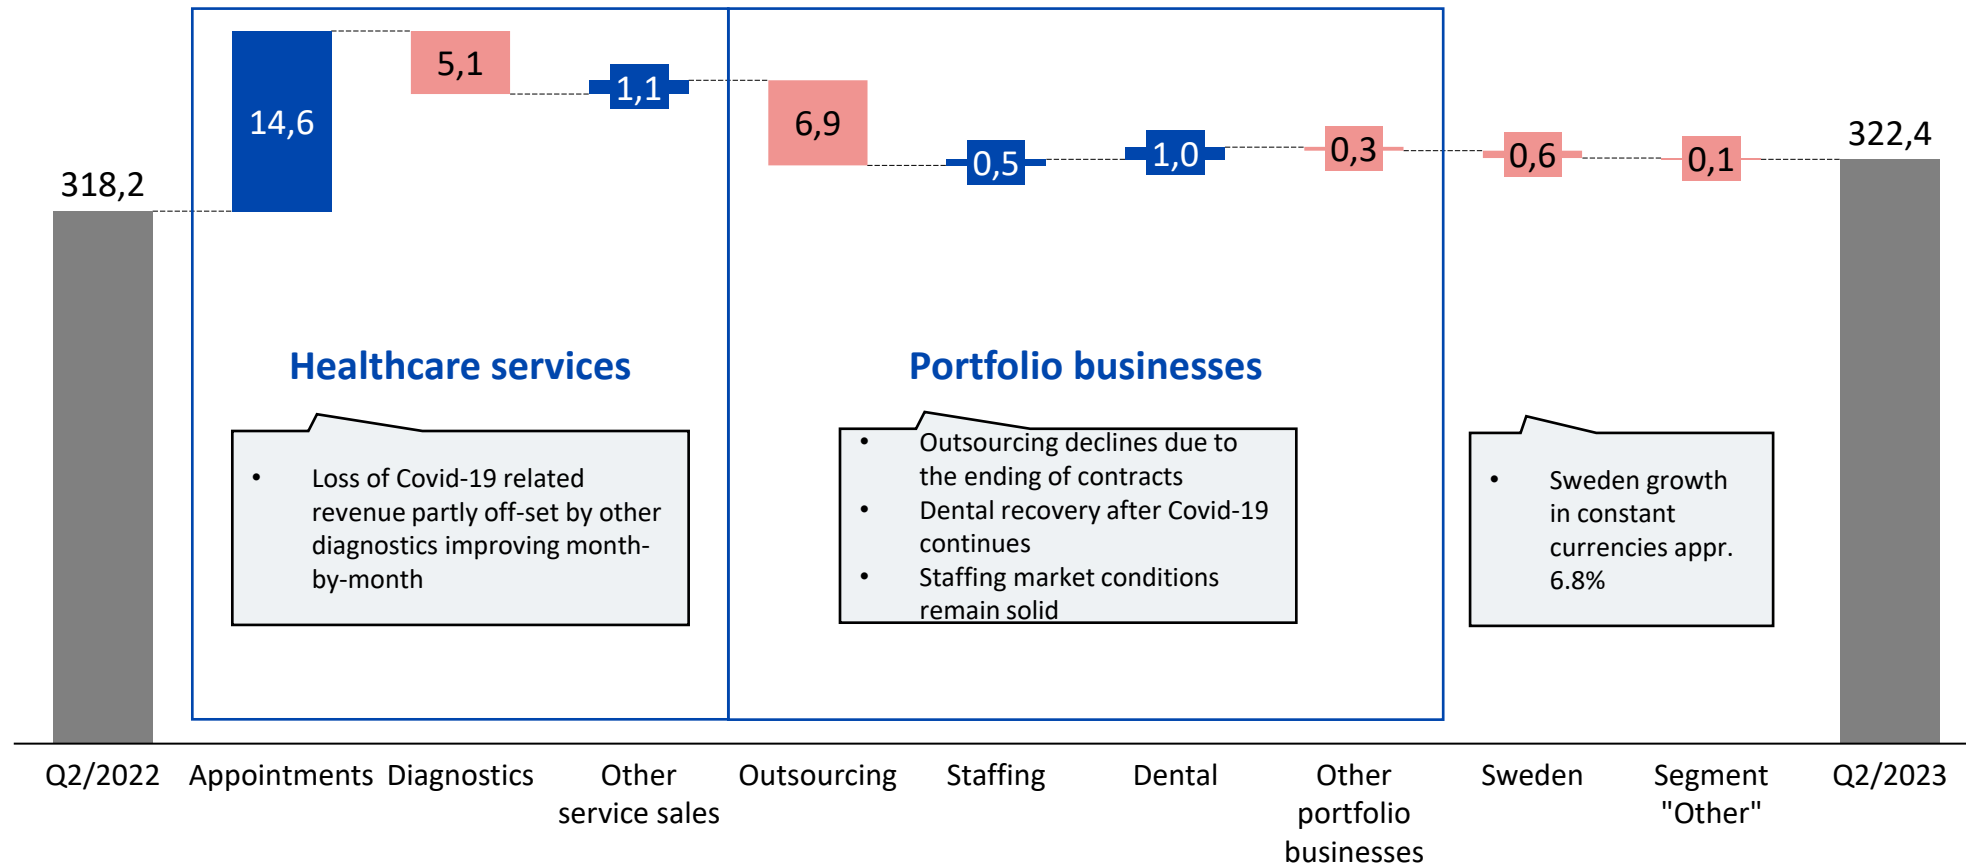 14,6
5,1
1,1
6,9
0,5
1,0
0,3
0,6
0,1
318,2
322,4
Healthcare services
Portfolio businesses
• Loss of Covid-19 related
revenue partly off-set by other
diagnostics improving month-
by-month
• Outsourcing declines due to
the ending of contracts
• Dental recovery after Covid-19
continues
• Staffing market conditions
remain solid
• Sweden growth
in constant
currencies appr.
6.8%
Q2/2022
Appointments
Diagnostics
Other
service sales
Outsourcing
Staffing
Dental
Other
portfolio
businesses
Sweden
Segment
"Other"
Q2/2023